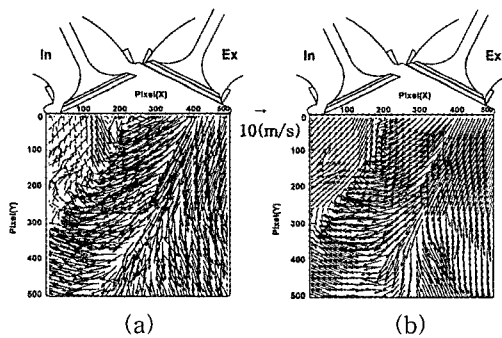 In Ex In Ex
Pixel(X) Pixel(X)
100 200 300 400 500 → 100 200 300 400 500
0 10(m/s) 0
100 100
200 200
Pixel(Y) Pixel(Y)
300 300
400 400
500 500
(a) (b)